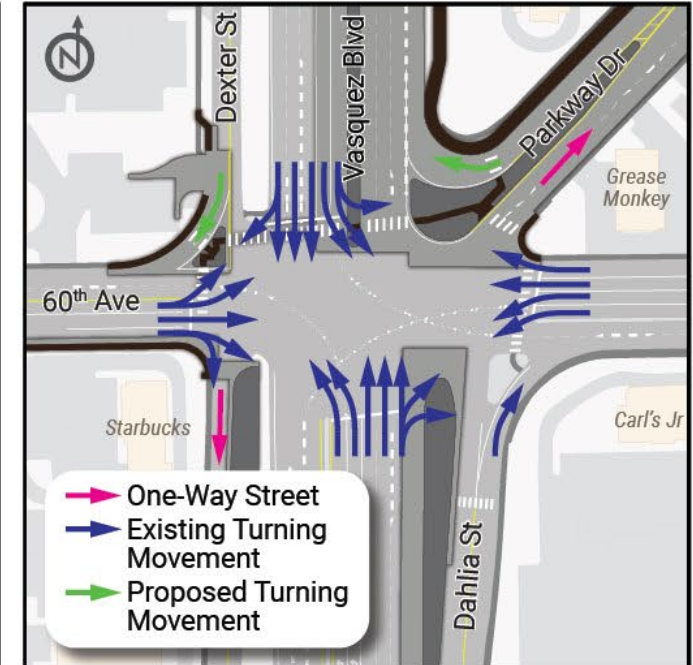 N
Dexter St
Vasquez Blvd
Parkway Dr
Grease
Monkey
60th Ave
Starbucks
Carl's Jr
Dahlia St
One-Way Street
Existing Turning
Movement
Proposed Turning
Movement